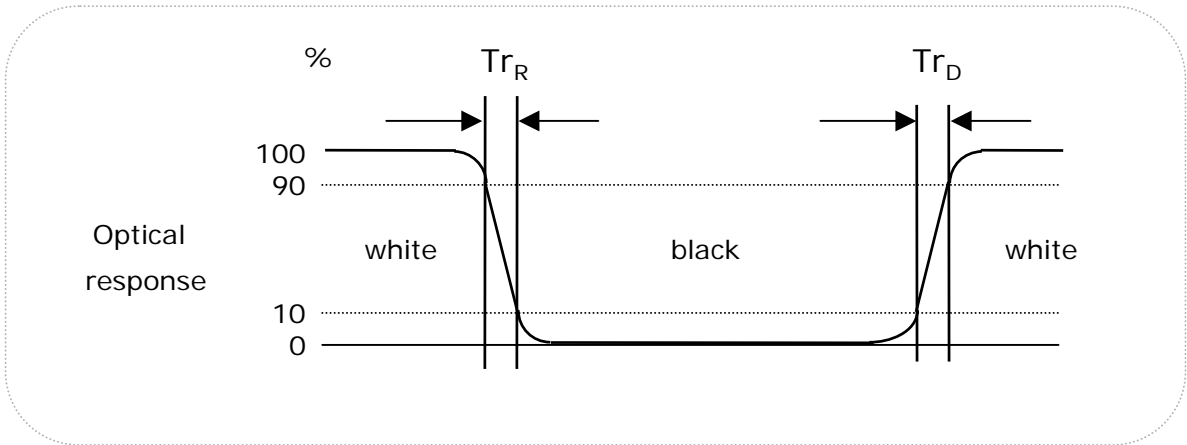 % Tr_R Tr_D
100
90
Optical response
white black white
10
0